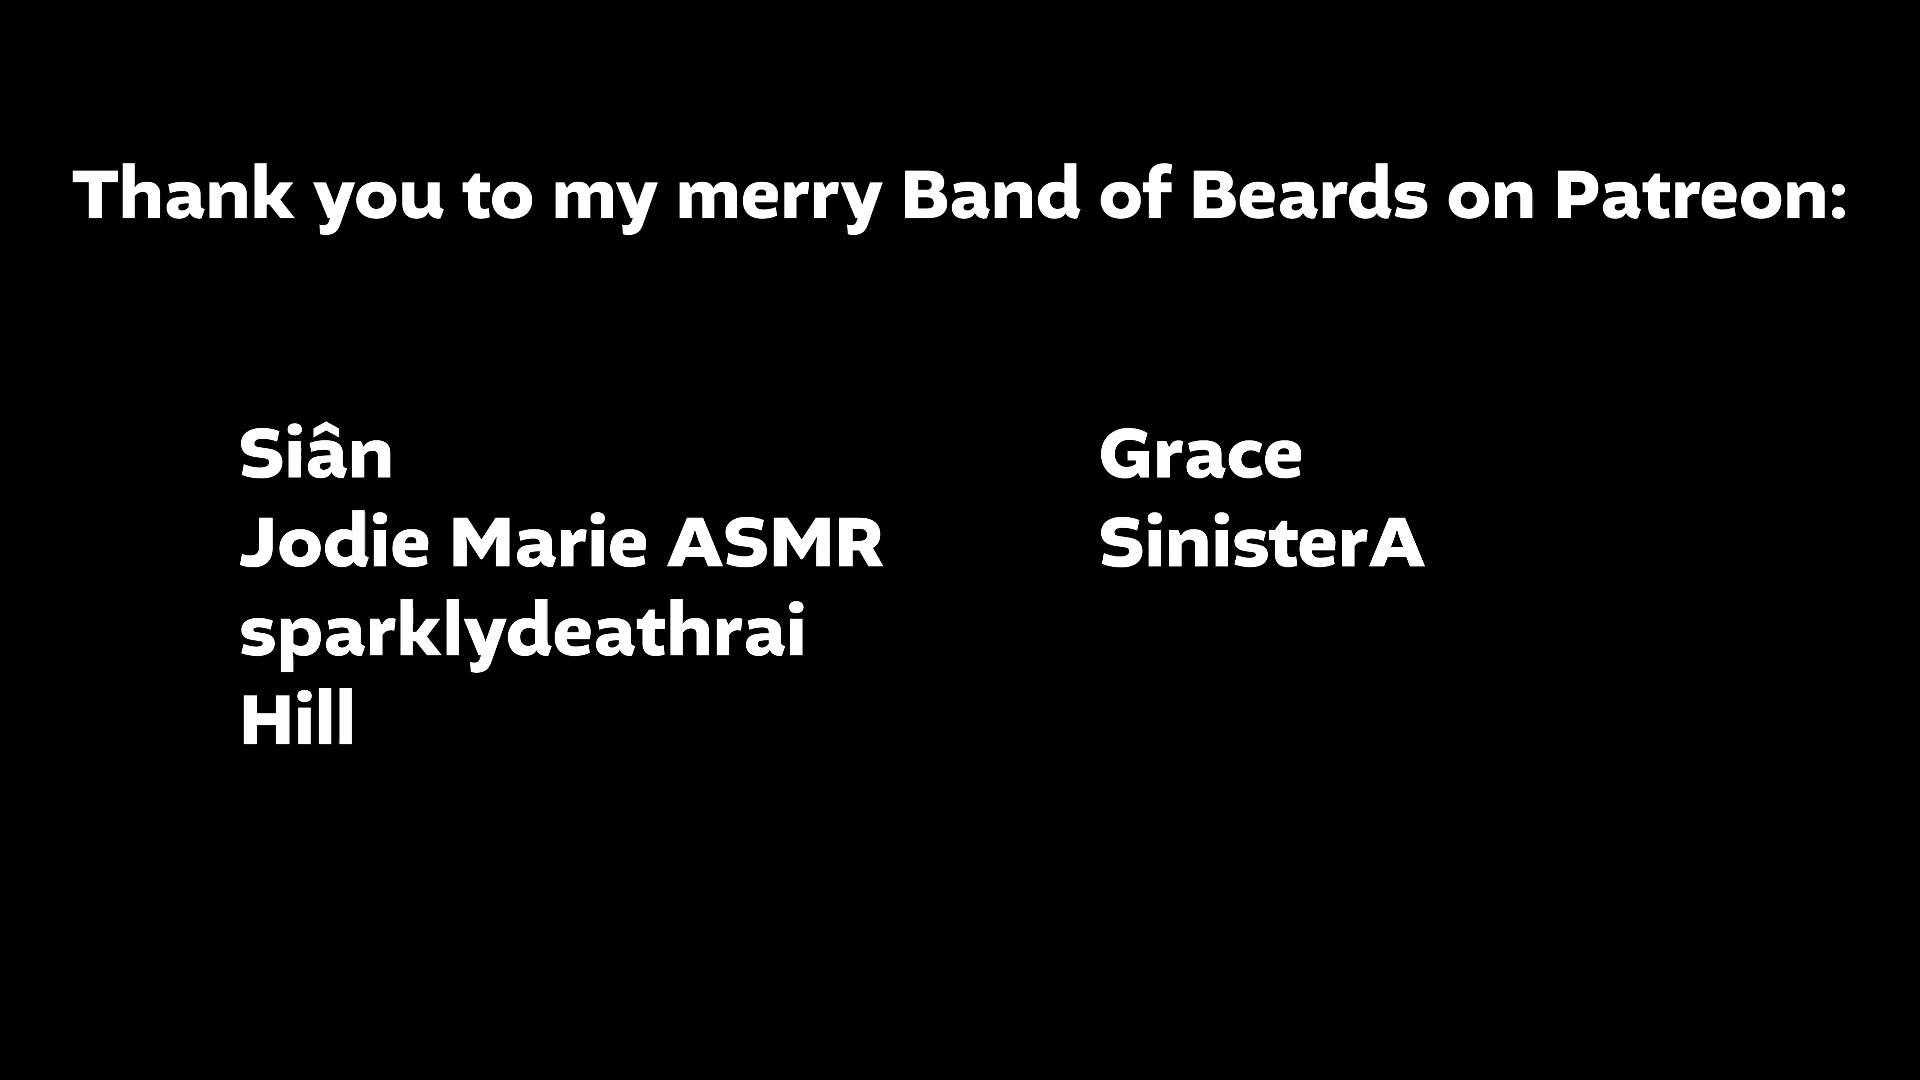 Thank you to my merry Band of Beards on Patreon:
Siân
Jodie Marie ASMR
sparklydeathrai
Hill
Grace
SinisterA